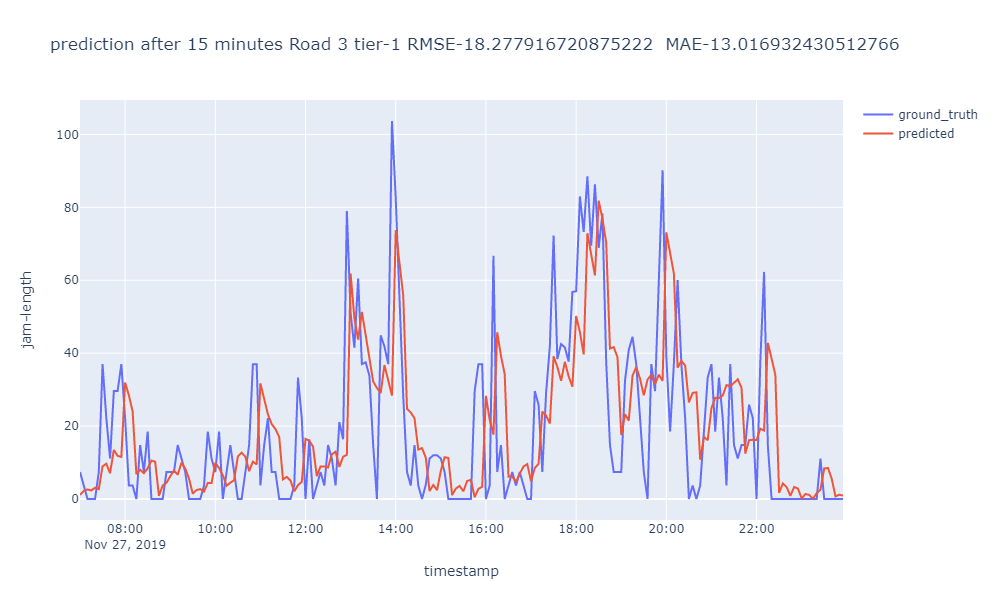 prediction after 15 minutes Road 3 tier-1 RMSE-18.277916720875222  MAE-13.016932430512766
ground_truth
predicted
jam-length
100
80
60
40
20
0
08:00 10:00 12:00 14:00 16:00 18:00 20:00 22:00
Nov 27, 2019
timestamp